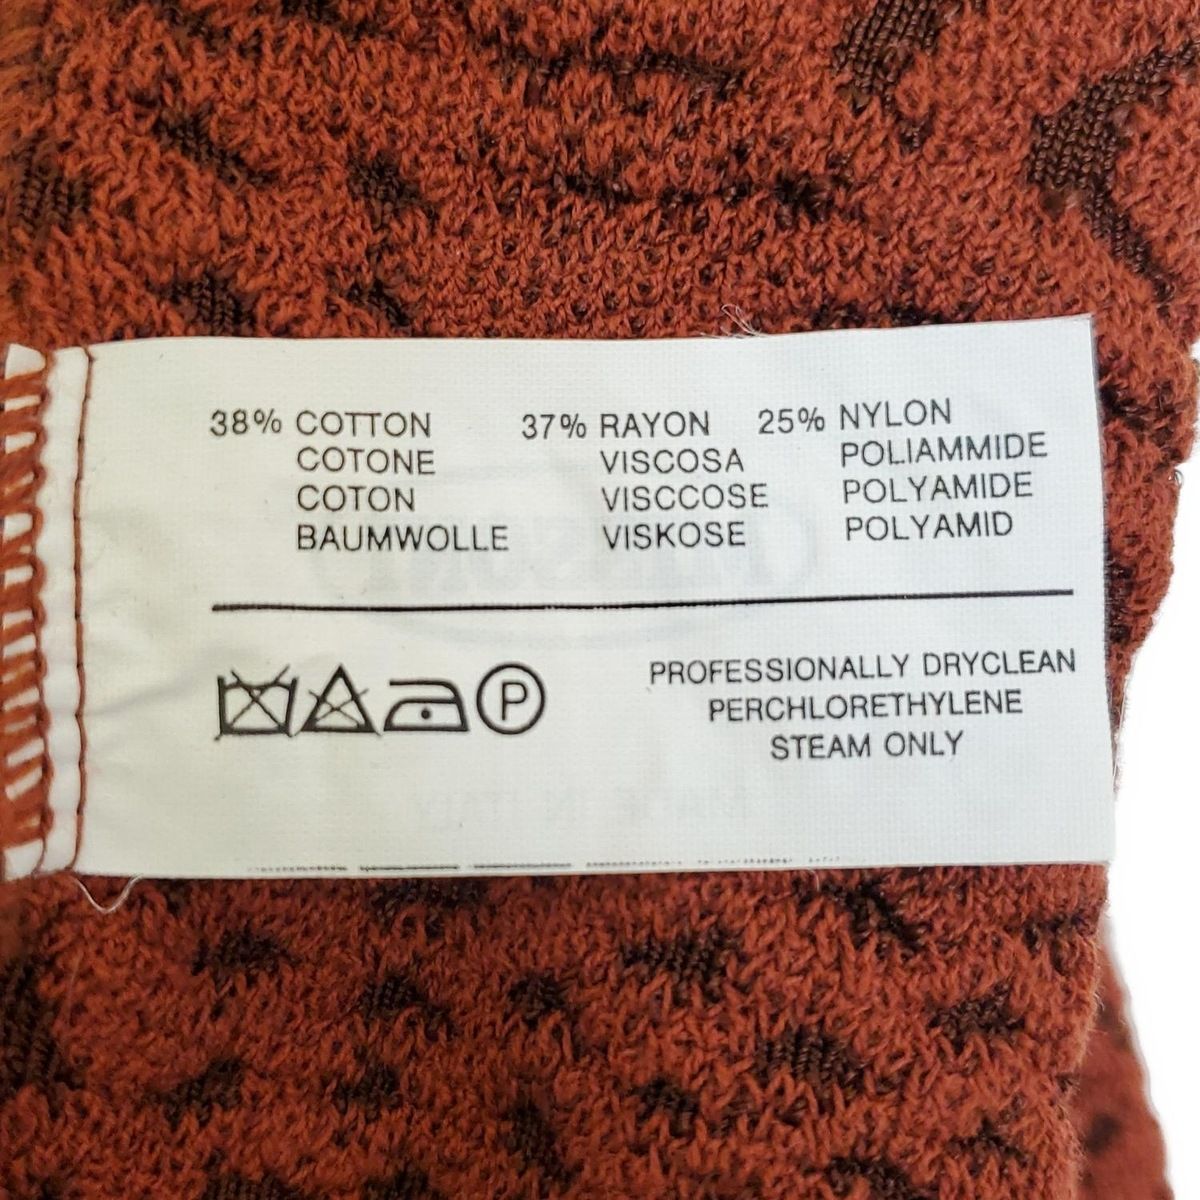 38% COTTON 37% RAYON 25% NYLON
COTONE VISCOSA POLIAMMIDE
COTON VISCCOSE POLYAMIDE
BAUMWOLLE VISKOSE POLYAMID
P
PROFESSIONALLY DRYCLEAN
PERCHLORETHYLENE
STEAM ONLY